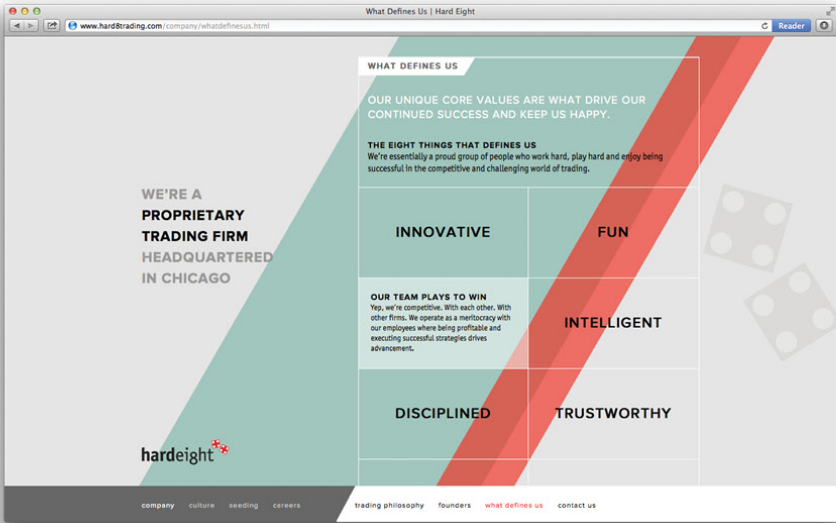 What Defines Us | Hard Eight
www.hard8trading.com/company/whatdefinesus.html
Reader
WHAT DEFINES US
OUR UNIQUE CORE VALUES ARE WHAT DRIVE OUR
CONTINUED SUCCESS AND KEEP US HAPPY.
THE EIGHT THINGS THAT DEFINES US
We're essentially a proud group of people who work hard, play hard and enjoy being
successful in the competitive and challenging world of trading.
WE'RE A
PROPRIETARY
TRADING FIRM
HEADQUARTERED
IN CHICAGO
INNOVATIVE
FUN
OUR TEAM PLAYS TO WIN
Yep, we're competitive. With each other. With
other firms. We operate as a meritocracy with
our employees where being profitable and
executing successful strategies drives
advancement.
INTELLIGENT
DISCIPLINED
TRUSTWORTHY
hardeight
company culture seeding careers
trading philosophy founders what defines us contact us